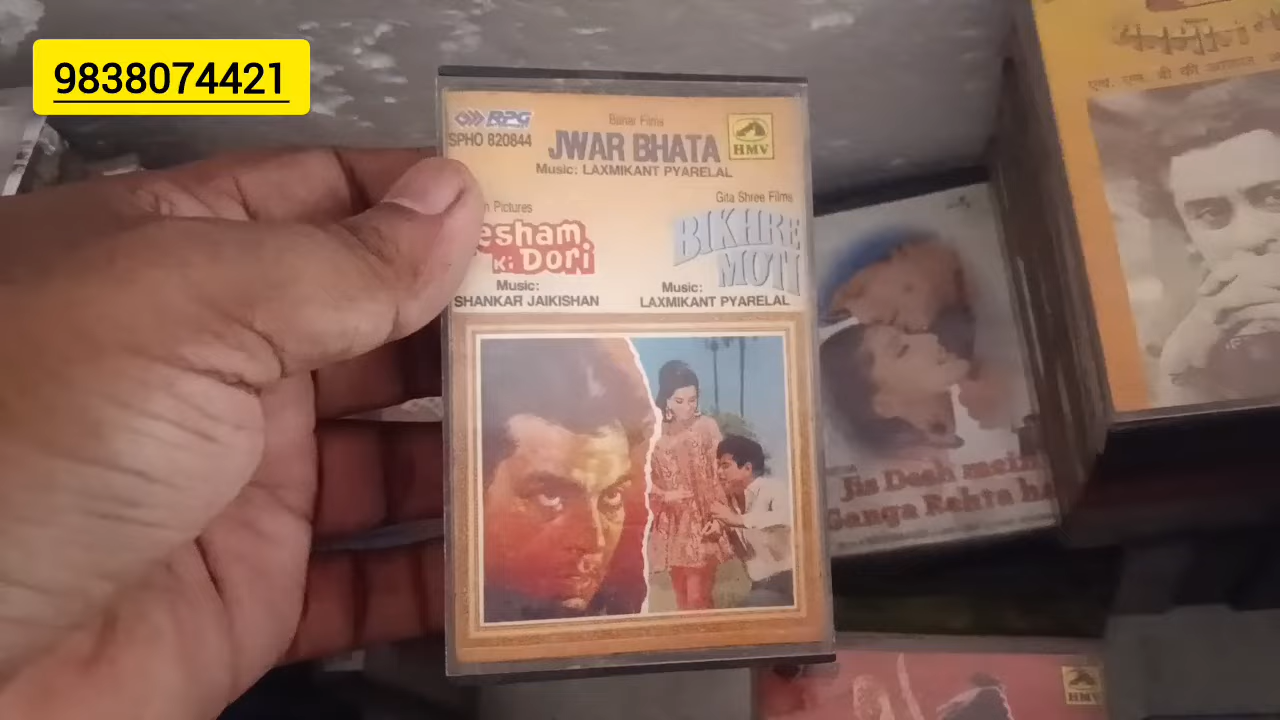 9838074421
RPG
SPHO 820844
Banar Films
JWAR BHATA
HMV
Music: LAXMIKANT PYARELAL
Pictures
esham
Ki Dori
Music:
SHANKAR JAIKISHAN
Gita Shree Films
BIKHRE
MOTI
Music:
LAXMIKANT PYARELAL
Jis Desh mein
Ganga Rehta ha
HMV